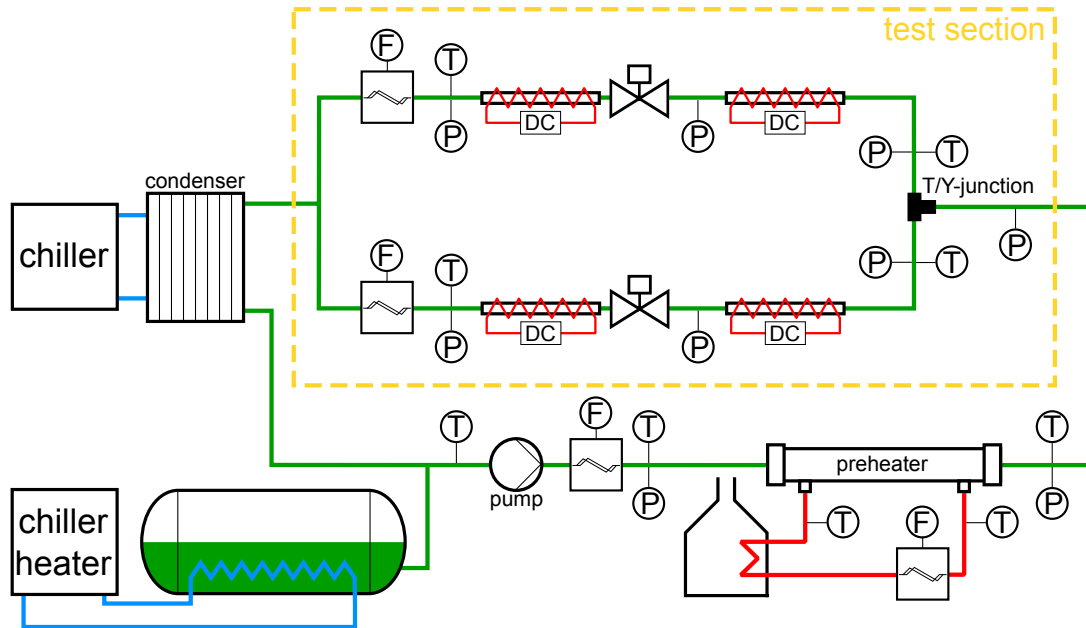 test section
F
T
P
DC
P
DC
P
T
condenser
T/Y-junction
chiller
P
F
T
P
DC
P
DC
P
T
T
pump
F
T
P
preheater
T
P
chiller
heater
T
F
T